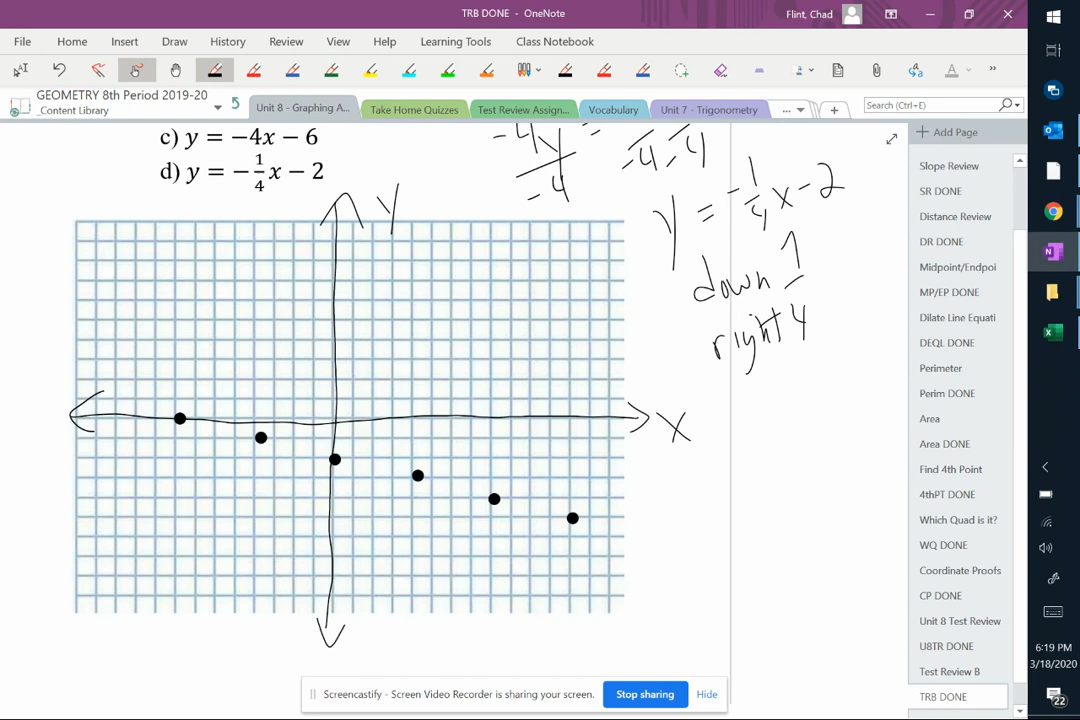 TRB DONE - OneNote
Flint, Chad
File Home Insert Draw History Review View Help Learning Tools Class Notebook
GEOMETRY 8th Period 2019-20
_Content Library
Unit 8 - Graphing A... Take Home Quizzes Test Review Assign... Vocabulary Unit 7 - Trigonometry ... +
Search (Ctrl+E)
c) y = −4x − 6
d) y = −1/4x − 2
-4y =
-4
-4 -4
y = -1/4x - 2
down 1
right 4
Y
X
Add Page
Slope Review
SR DONE
Distance Review
DR DONE
Midpoint/Endpoi
MP/EP DONE
Dilate Line Equati
DEQL DONE
Perimeter
Perim DONE
Area
Area DONE
Find 4th Point
4thPT DONE
Which Quad is it?
WQ DONE
Coordinate Proofs
CP DONE
Unit 8 Test Review
U8TR DONE
Test Review B
TRB DONE
Screencastify - Screen Video Recorder is sharing your screen. Stop sharing Hide
6:19 PM
3/18/2020
22